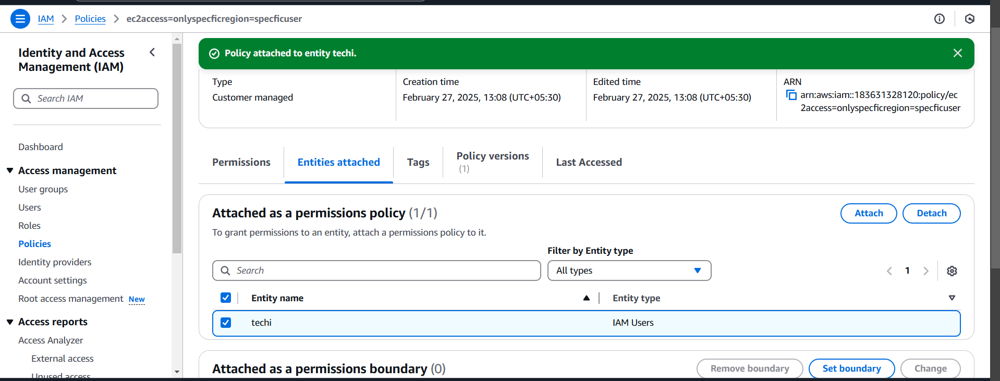 IAM > Policies > ec2access=onlyspecficregion=specficuser
Identity and Access
Management (IAM)
Search IAM
Dashboard
Access management
User groups
Users
Roles
Policies
Identity providers
Account settings
Root access management New
Access reports
Access Analyzer
External access
Unused access
Policy attached to entity techi.
Type
Customer managed
Creation time
February 27, 2025, 13:08 (UTC+05:30)
Edited time
February 27, 2025, 13:08 (UTC+05:30)
ARN
arn:aws:iam::183631328120:policy/ec
2access=onlyspecficregion=specficuser
Permissions
Entities attached
Tags
Policy versions
(1)
Last Accessed
Attached as a permissions policy (1/1)
Attach
Detach
To grant permissions to an entity, attach a permissions policy to it.
Filter by Entity type
Search
All types
1
Entity name
Entity type
techi
IAM Users
Attached as a permissions boundary (0)
Remove boundary
Set boundary
Change